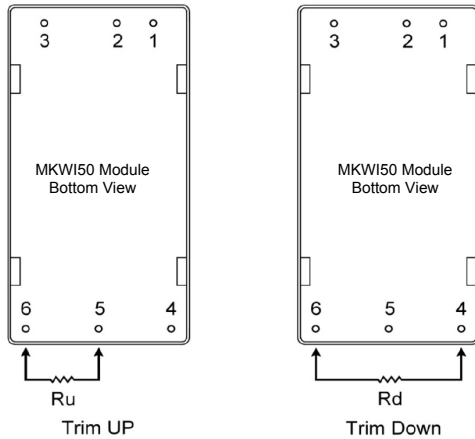 3 2 1
MKWI50 Module
Bottom View
6 5 4
Ru
Trim UP
3 2 1
MKWI50 Module
Bottom View
6 5 4
Rd
Trim Down